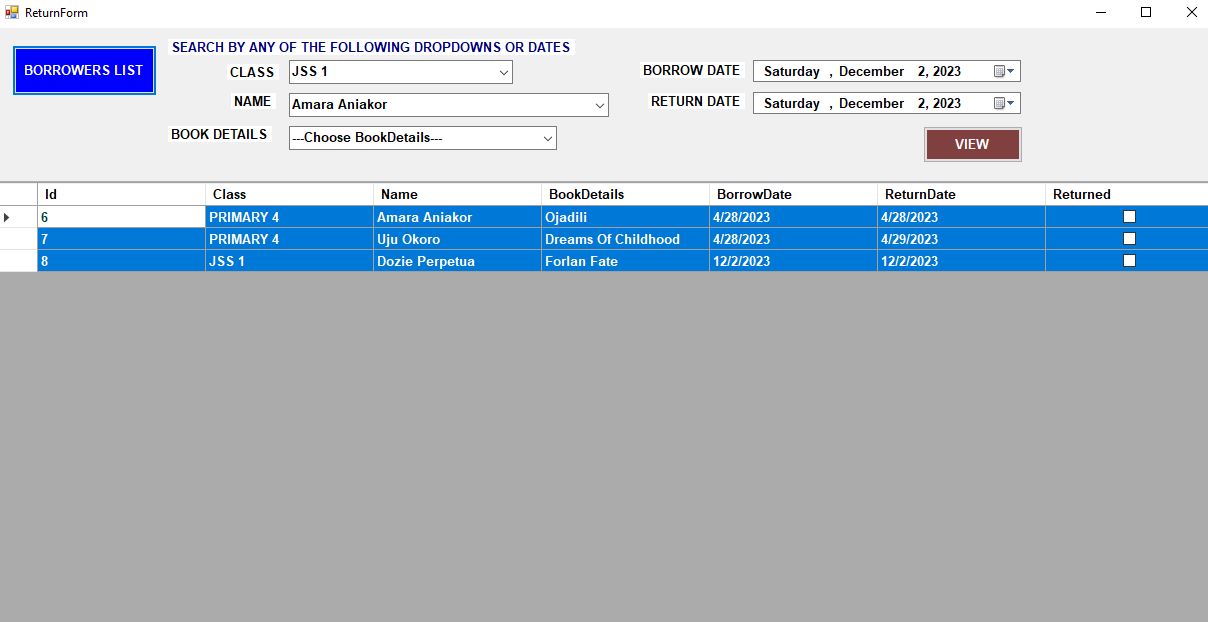 ReturnForm
SEARCH BY ANY OF THE FOLLOWING DROPDOWNS OR DATES
BORROWERS LIST
CLASS JSS 1 BORROW DATE Saturday , December 2, 2023
NAME Amara Aniakor RETURN DATE Saturday , December 2, 2023
BOOK DETAILS ---Choose BookDetails---
VIEW
Id Class Name BookDetails BorrowDate ReturnDate Returned
6 PRIMARY 4 Amara Aniakor Ojadili 4/28/2023 4/28/2023
7 PRIMARY 4 Uju Okoro Dreams Of Childhood 4/28/2023 4/29/2023
8 JSS 1 Dozie Perpetua Forlan Fate 12/2/2023 12/2/2023